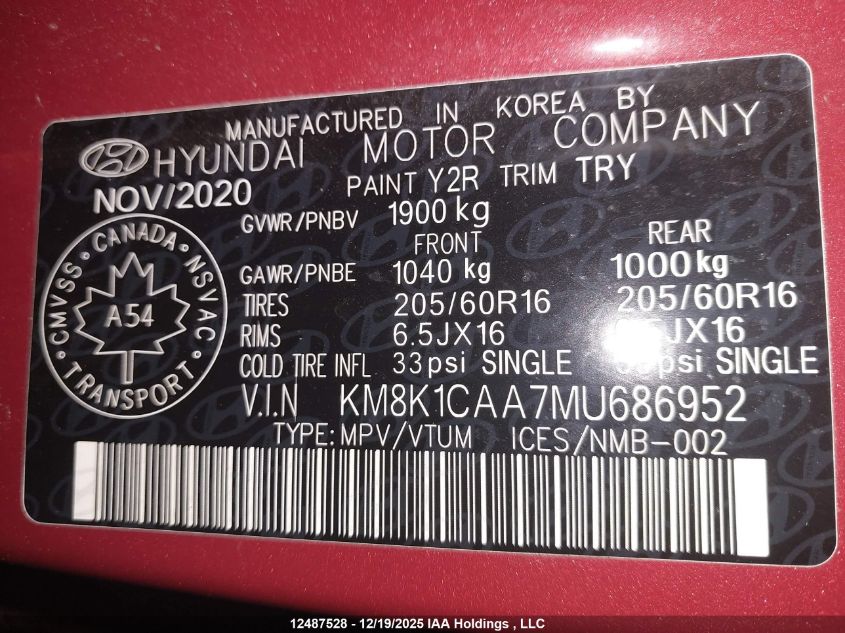 MANUFACTURED IN KOREA BY
HYUNDAI MOTOR COMPANY
NOV/2020 PAINT Y2R TRIM TRY
GVWR/PNBV 1900 kg
FRONT REAR
GAWR/PNBE 1040 kg 1000kg
TIRES 205/60R16 205/60R16
RIMS 6.5JX16 JX16
COLD TIRE INFL 33psi SINGLE psi SINGLE
V.I.N KM8K1CAA7MU686952
TYPE:MPV/VTUM ICES/NMB-002
CMVSS • CANADA • NSVAC • TRANSPORT •
A54
12487528 - 12/19/2025 IAA Holdings , LLC